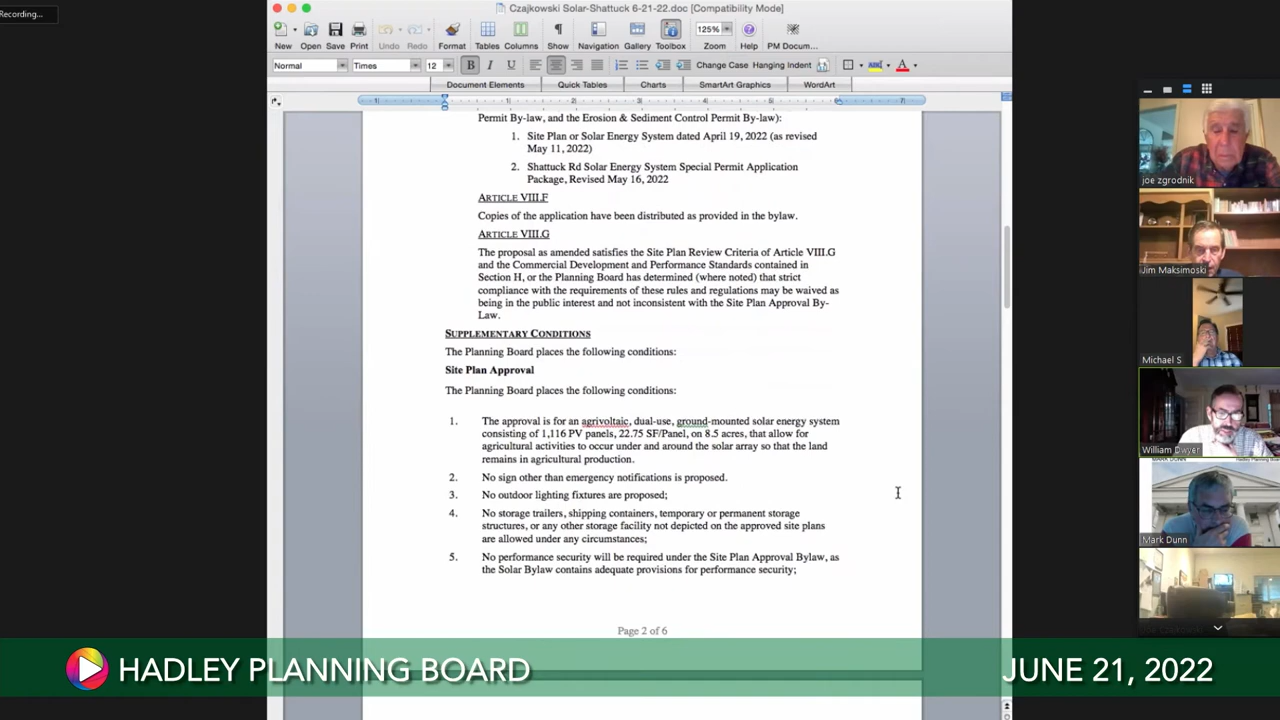 Recording...
Czajkowski Solar-Shattuck 6-21-22.doc [Compatibility Mode]
New Open Save Print Undo Redo Format Tables Columns Show Navigation Gallery Toolbox Zoom Help PM Docum...
125%
Normal Times 12 B I U Change Case Hanging Indent
Document Elements Quick Tables Charts SmartArt Graphics WordArt
Permit By-law, and the Erosion & Sediment Control Permit By-law):
1. Site Plan or Solar Energy System dated April 19, 2022 (as revised
May 11, 2022)
2. Shattuck Rd Solar Energy System Special Permit Application
Package, Revised May 16, 2022
ARTICLE VIII.F
Copies of the application have been distributed as provided in the bylaw.
ARTICLE VIII.G
The proposal as amended satisfies the Site Plan Review Criteria of Article VIII.G
and the Commercial Development and Performance Standards contained in
Section H, or the Planning Board has determined (where noted) that strict
compliance with the requirements of these rules and regulations may be waived as
being in the public interest and not inconsistent with the Site Plan Approval By-
Law.
SUPPLEMENTARY CONDITIONS
The Planning Board places the following conditions:
Site Plan Approval
The Planning Board places the following conditions:
1. The approval is for an agrivoltaic, dual-use, ground-mounted solar energy system
consisting of 1,116 PV panels, 22.75 SF/Panel, on 8.5 acres, that allow for
agricultural activities to occur under and around the solar array so that the land
remains in agricultural production.
2. No sign other than emergency notifications is proposed.
3. No outdoor lighting fixtures are proposed;
4. No storage trailers, shipping containers, temporary or permanent storage
structures, or any other storage facility not depicted on the approved site plans
are allowed under any circumstances;
5. No performance security will be required under the Site Plan Approval Bylaw, as
the Solar Bylaw contains adequate provisions for performance security;
Page 2 of 6
joe zgrodnik
Jim Maksimoski
Michael S
William Dwyer
MARK DUNN Hadley Planning Boar
Mark Dunn
HADLEY PLANNING BOARD
JUNE 21, 2022